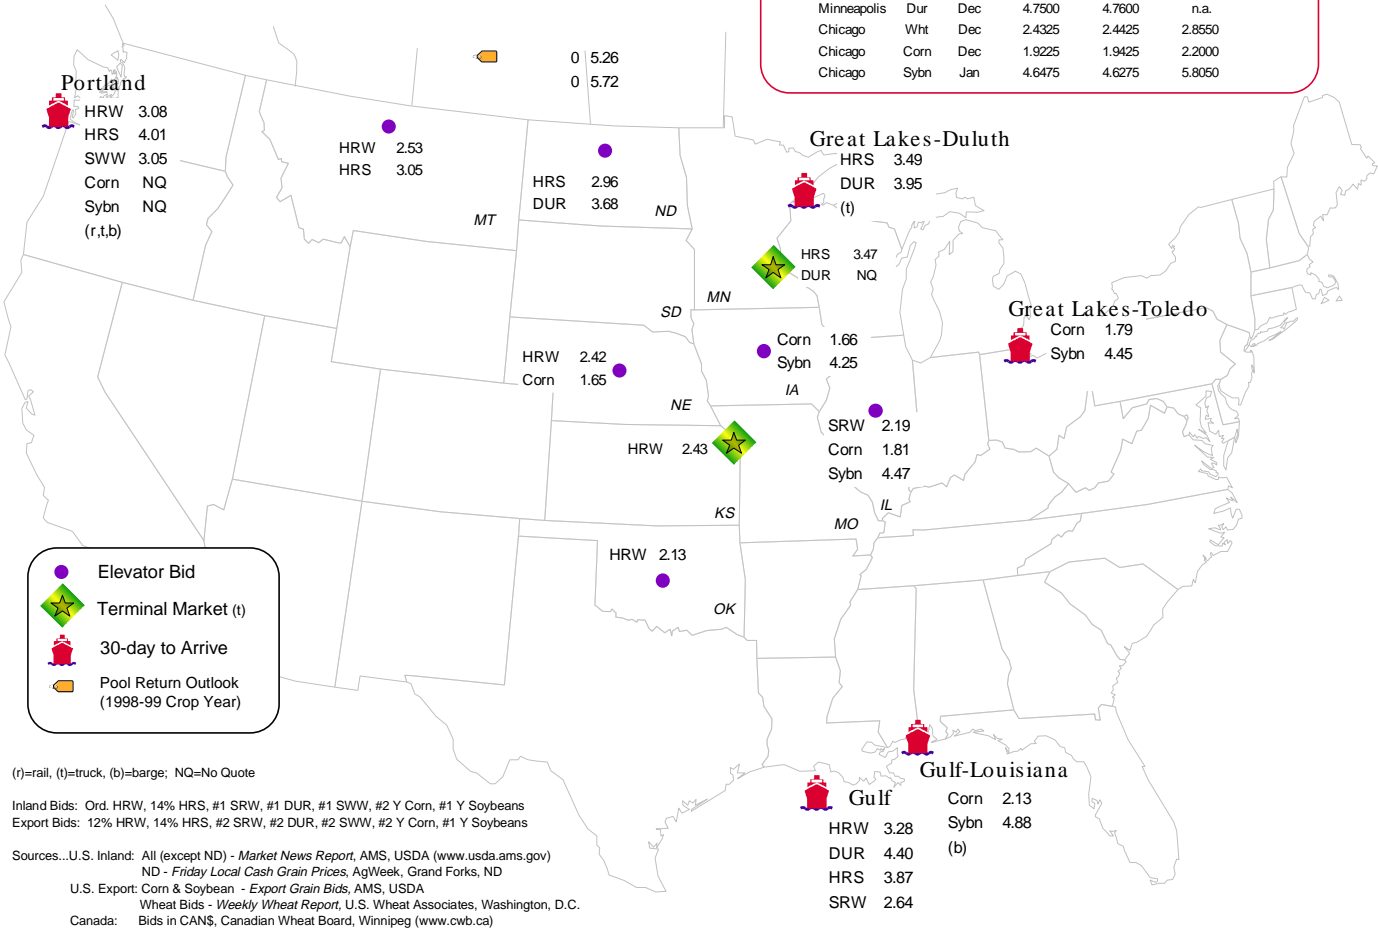 Minneapolis Dur Dec 4.7500 4.7600 n.a.
Chicago Wht Dec 2.4325 2.4425 2.8550
Chicago Corn Dec 1.9225 1.9425 2.2000
Chicago Sybn Jan 4.6475 4.6275 5.8050
0 5.26
0 5.72
Portland
HRW 3.08
HRS 4.01
SWW 3.05
Corn NQ
Sybn NQ
(r,t,b)
HRW 2.53
HRS 3.05
MT
HRS 2.96
DUR 3.68
ND
Great Lakes-Duluth
HRS 3.49
DUR 3.95
(t)
HRS 3.47
DUR NQ
MN
SD
Great Lakes-Toledo
Corn 1.79
Sybn 4.45
HRW 2.42
Corn 1.65
NE
Corn 1.66
Sybn 4.25
IA
HRW 2.43
KS
SRW 2.19
Corn 1.81
Sybn 4.47
IL
MO
HRW 2.13
OK
Elevator Bid
Terminal Market (t)
30-day to Arrive
Pool Return Outlook
(1998-99 Crop Year)
Gulf-Louisiana
Corn 2.13
Sybn 4.88
(b)
Gulf
HRW 3.28
DUR 4.40
HRS 3.87
SRW 2.64
(r)=rail, (t)=truck, (b)=barge; NQ=No Quote
Inland Bids: Ord. HRW, 14% HRS, #1 SRW, #1 DUR, #1 SWW, #2 Y Corn, #1 Y Soybeans
Export Bids: 12% HRW, 14% HRS, #2 SRW, #2 DUR, #2 SWW, #2 Y Corn, #1 Y Soybeans
Sources...U.S. Inland: All (except ND) - Market News Report, AMS, USDA (www.usda.ams.gov)
ND - Friday Local Cash Grain Prices, AgWeek, Grand Forks, ND
U.S. Export: Corn & Soybean - Export Grain Bids, AMS, USDA
Wheat Bids - Weekly Wheat Report, U.S. Wheat Associates, Washington, D.C.
Canada: Bids in CAN$, Canadian Wheat Board, Winnipeg (www.cwb.ca)